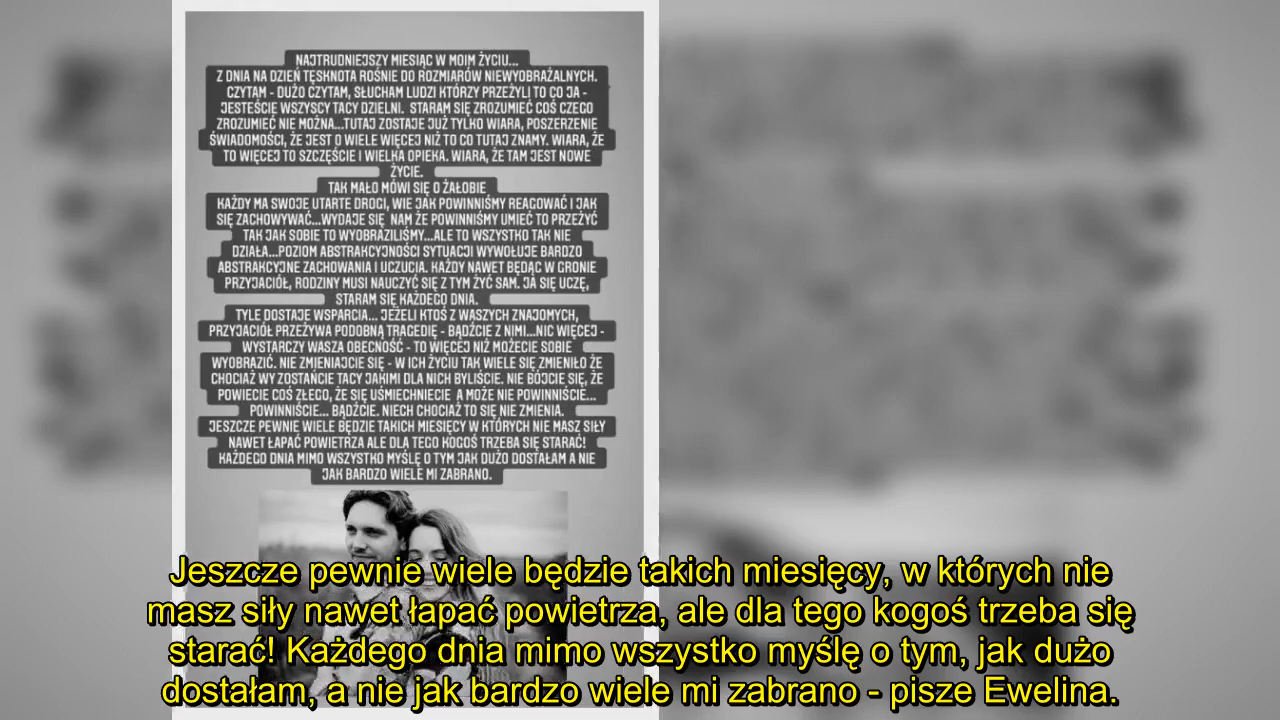 NAJTRUDNIEJSZY MIESIĄC W MOIM ŻYCIU...
Z DNIA NA DZIEŃ TĘSKNOTA ROŚNIE DO ROZMIARÓW NIEWYOBRAŻALNYCH.
CZYTAM - DUŻO CZYTAM, SŁUCHAM LUDZI KTÓRZY PRZEŻYLI TO CO JA -
JESTEŚCIE WSZYSCY TACY DZIELNI. STARAM SIĘ ZROZUMIEĆ COŚ CZEGO
ZROZUMIEĆ NIE MOŻNA...TUTAJ ZOSTAJE JUŻ TYLKO WIARA, POSZERZENIE
ŚWIADOMOŚCI, ŻE JEST O WIELE WIĘCEJ NIŻ TO CO TUTAJ ZNAMY. WIARA, ŻE
TO WIĘCEJ TO SZCZĘŚCIE I WIELKA OPIEKA. WIARA, ŻE TAM JEST NOWE
ŻYCIE.
TAK MAŁO MÓWI SIĘ O ŻAŁOBIE
KAŻDY MA SWOJE UTARTE DROGI, WIE JAK POWINNIŚMY REAGOWAĆ I JAK
SIĘ ZACHOWYWAĆ...WYDAJE SIĘ NAM ŻE POWINNIŚMY UMIEĆ TO PRZEŻYĆ
TAK JAK SOBIE TO WYOBRAZILIŚMY...ALE TO WSZYSTKO TAK NIE
DZIAŁA...POZIOM ABSTRAKCYJNOŚCI SYTUACJI WYWOŁUJE BARDZO
ABSTRAKCYJNE ZACHOWANIA I UCZUCIA. KAŻDY NAWET BĘDĄC W GRONIE
PRZYJACIÓŁ, RODZINY MUSI NAUCZYĆ SIĘ Z TYM ŻYĆ SAM. JA SIĘ UCZĘ,
STARAM SIĘ KAŻDEGO DNIA.
TYLE DOSTAJĘ WSPARCIA... JEŻELI KTOŚ Z WASZYCH ZNAJOMYCH,
PRZYJACIÓŁ PRZEŻYWA PODOBNĄ TRAGEDIĘ - BĄDŹCIE Z NIMI...NIC WIĘCEJ -
WYSTARCZY WASZA OBECNOŚĆ - TO WIĘCEJ NIŻ MOŻECIE SOBIE
WYOBRAZIĆ. NIE ZMIENIAJCIE SIĘ - W ICH ŻYCIU TAK WIELE SIĘ ZMIENIŁO ŻE
CHOCIAŻ WY ZOSTAŃCIE TACY JAKIMI DLA NICH BYLIŚCIE. NIE BÓJCIE SIĘ, ŻE
POWIECIE COŚ ZŁEGO, ŻE SIĘ UŚMIECHNIECIE A MOŻE NIE POWINNIŚCIE...
POWINNIŚCIE... BĄDŹCIE. NIECH CHOCIAŻ TO SIĘ NIE ZMIENIA.
JESZCZE PEWNIE WIELE BĘDZIE TAKICH MIESIĘCY W KTÓRYCH NIE MASZ SIŁY
NAWET ŁAPAĆ POWIETRZA ALE DLA TEGO KOGOŚ TRZEBA SIĘ STARAĆ!
KAŻDEGO DNIA MIMO WSZYSTKO MYŚLĘ O TYM JAK DUŻO DOSTAŁAM A NIE
JAK BARDZO WIELE MI ZABRANO.
Jeszcze pewnie wiele będzie takich miesięcy, w których nie
masz siły nawet łapać powietrza, ale dla tego kogoś trzeba się
starać! Każdego dnia mimo wszystko myślę o tym, jak dużo
dostałam, a nie jak bardzo wiele mi zabrano - pisze Ewelina.